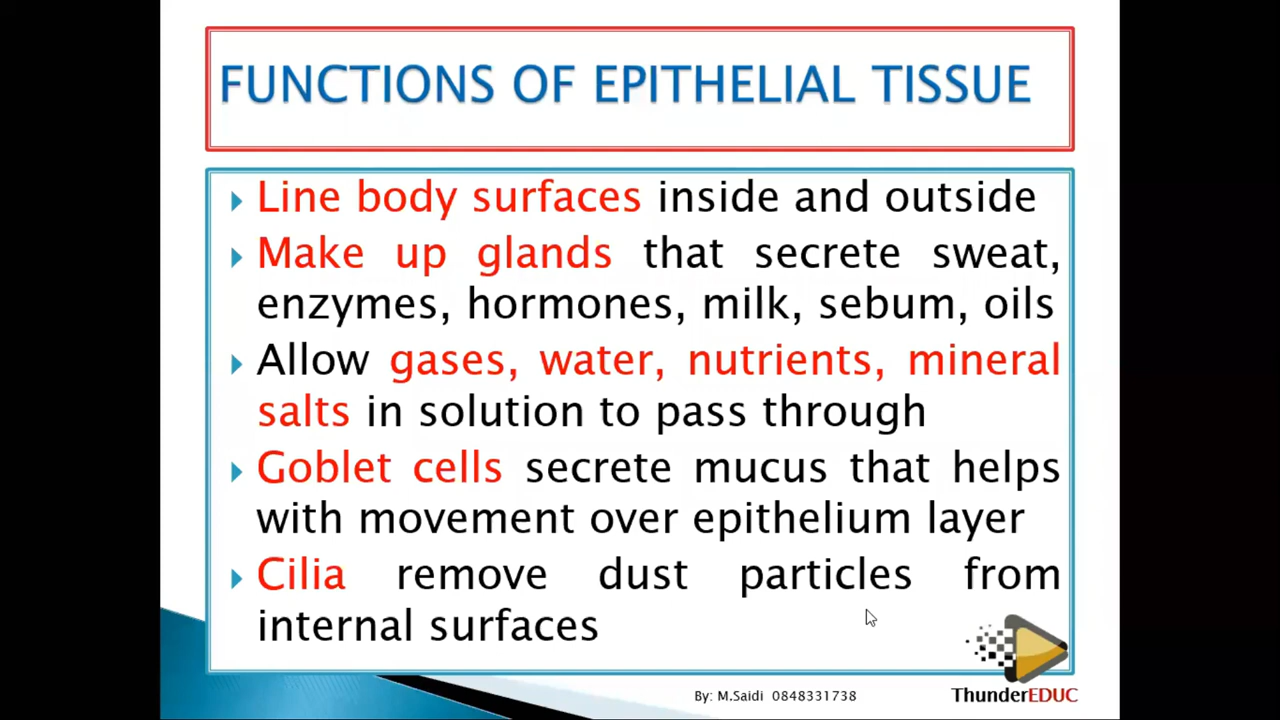 FUNCTIONS OF EPITHELIAL TISSUE
Line body surfaces inside and outside
Make up glands that secrete sweat,
enzymes, hormones, milk, sebum, oils
Allow gases, water, nutrients, mineral
salts in solution to pass through
Goblet cells secrete mucus that helps
with movement over epithelium layer
Cilia remove dust particles from
internal surfaces
By: M.Saidi 0848331738
ThunderEDUC